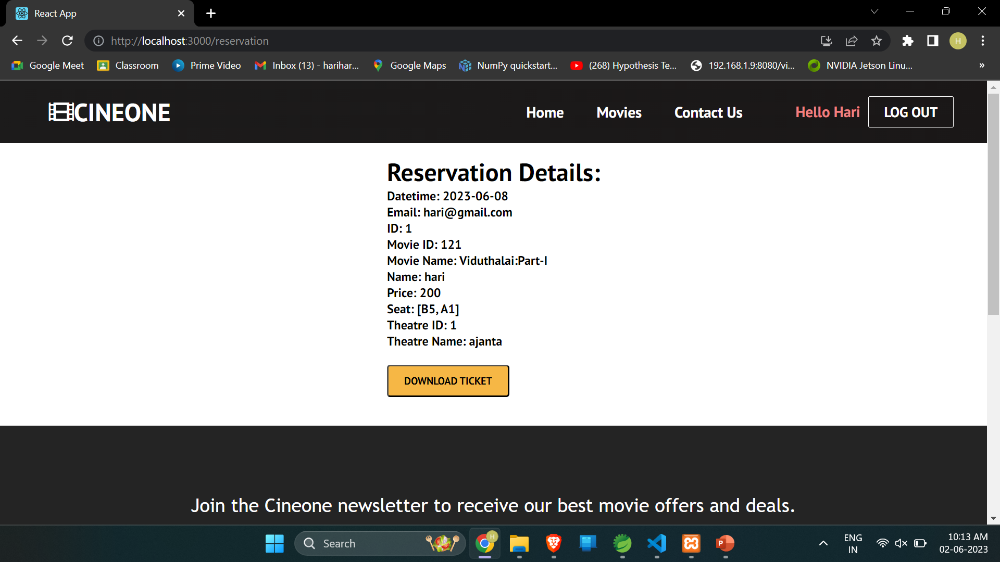 React App
http://localhost:3000/reservation
H
Google Meet
Classroom
Prime Video
Inbox (13) - harihar...
Google Maps
NumPy quickstart...
(268) Hypothesis Te...
192.168.1.9:8080/vi...
NVIDIA Jetson Linu...
»
CINEONE
Home
Movies
Contact Us
Hello Hari
LOG OUT
Reservation Details:
Datetime: 2023-06-08
Email: hari@gmail.com
ID: 1
Movie ID: 121
Movie Name: Viduthalai:Part-I
Name: hari
Price: 200
Seat: [B5, A1]
Theatre ID: 1
Theatre Name: ajanta
DOWNLOAD TICKET
Join the Cineone newsletter to receive our best movie offers and deals.
Search
H
P
ENG
IN
10:13 AM
02-06-2023